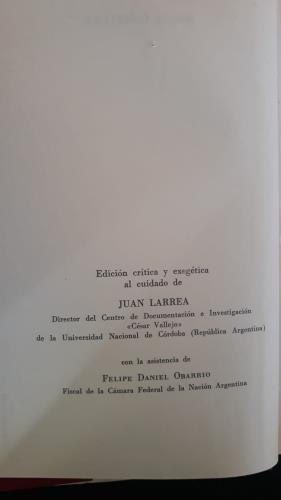 Edición crítica y exegética
al cuidado de
JUAN LARREA
Director del Centro de Documentación e Investigación
«César Vallejo»
de la Universidad Nacional de Córdoba (República Argentina)
con la asistencia de
FELIPE DANIEL OBARRIO
Fiscal de la Cámara Federal de la Nación Argentina